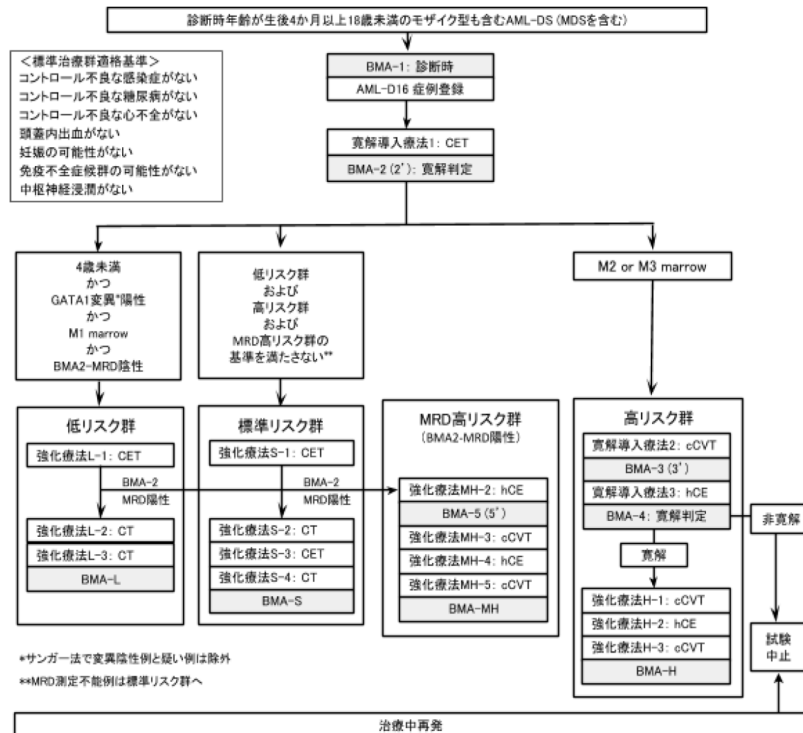 診断時年齢が生後4か月以上18歳未満のモザイク型も含むAML-DS (MDSを含む)
＜標準治療群適格基準＞
コントロール不良な感染症がない
コントロール不良な糖尿病がない
コントロール不良な心不全がない
頭蓋内出血がない
妊娠の可能性がない
免疫不全症候群の可能性がない
中枢神経浸潤がない
BMA-1: 診断時
AML-D16 症例登録
寛解導入療法1: CET
BMA-2 (2'): 寛解判定
4歳未満
かつ
GATA1変異*陽性
かつ
M1 marrow
かつ
BMA2-MRD陰性
低リスク群
および
高リスク群
および
MRD高リスク群の
基準を満たさない**
M2 or M3 marrow
低リスク群
強化療法L-1: CET
BMA-2
MRD陽性
強化療法L-2: CT
強化療法L-3: CT
BMA-L
標準リスク群
強化療法S-1: CET
BMA-2
MRD陽性
強化療法S-2: CT
強化療法S-3: CET
強化療法S-4: CT
BMA-S
MRD高リスク群
(BMA2-MRD陽性)
強化療法MH-2: hCE
BMA-5 (5')
強化療法MH-3: cCVT
強化療法MH-4: hCE
強化療法MH-5: cCVT
BMA-MH
高リスク群
寛解導入療法2: cCVT
BMA-3 (3')
寛解導入療法3: hCE
BMA-4: 寛解判定
寛解
強化療法H-1: cCVT
強化療法H-2: hCE
強化療法H-3: cCVT
BMA-H
非寛解
試験
中止
*サンガー法で変異陰性例と疑い例は除外
**MRD測定不能例は標準リスク群へ
治療中再発